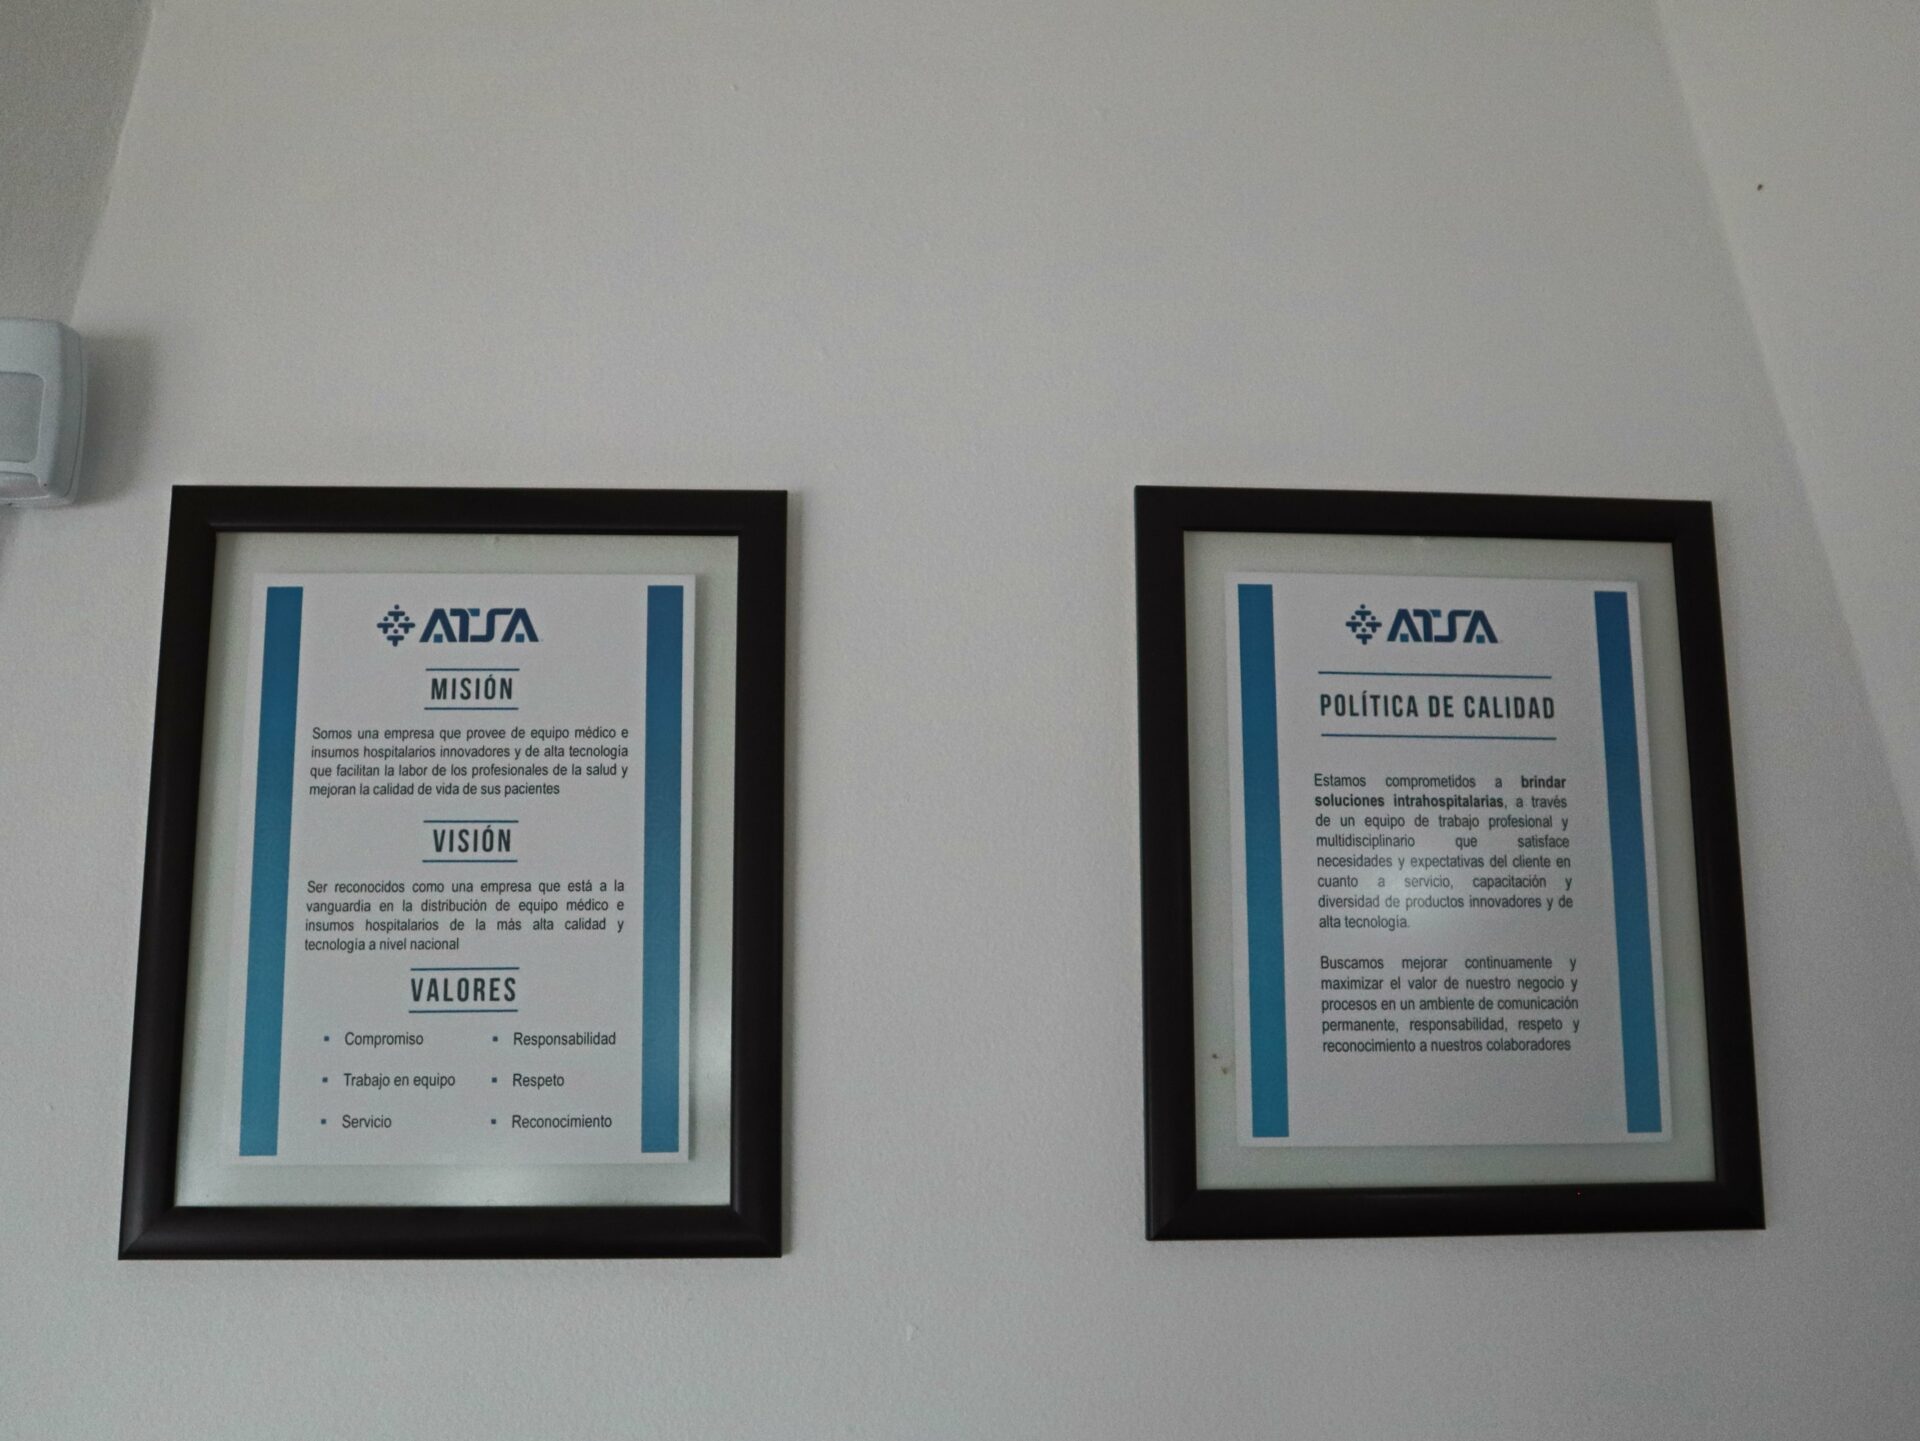 ATSA
MISIÓN
Somos una empresa que provee de equipo médico e
insumos hospitalarios innovadores y de alta tecnología
que facilitan la labor de los profesionales de la salud y
mejoran la calidad de vida de sus pacientes
VISIÓN
Ser reconocidos como una empresa que está a la
vanguardia en la distribución de equipo médico e
insumos hospitalarios de la más alta calidad y
tecnología a nivel nacional
VALORES
▪ Compromiso ▪ Responsabilidad
▪ Trabajo en equipo ▪ Respeto
▪ Servicio ▪ Reconocimiento
ATSA
POLÍTICA DE CALIDAD
Estamos comprometidos a brindar
soluciones intrahospitalarias, a través
de un equipo de trabajo profesional y
multidisciplinario que satisface
necesidades y expectativas del cliente en
cuanto a servicio, capacitación y
diversidad de productos innovadores y de
alta tecnología.
Buscamos mejorar continuamente y
maximizar el valor de nuestro negocio y
procesos en un ambiente de comunicación
permanente, responsabilidad, respeto y
reconocimiento a nuestros colaboradores